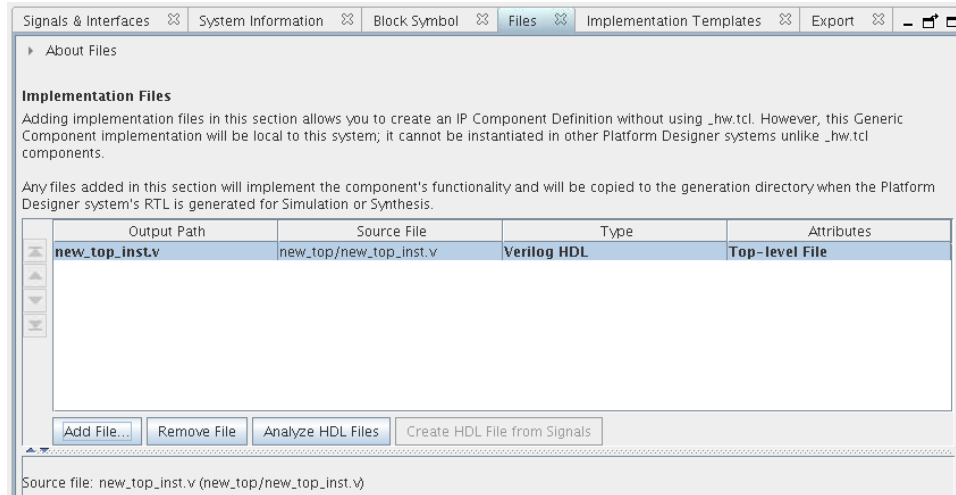 Signals & Interfaces System Information Block Symbol Files Implementation Templates Export
About Files
Implementation Files
Adding implementation files in this section allows you to create an IP Component Definition without using _hw.tcl. However, this Generic
Component implementation will be local to this system; it cannot be instantiated in other Platform Designer systems unlike _hw.tcl
components.
Any files added in this section will implement the component's functionality and will be copied to the generation directory when the Platform
Designer system's RTL is generated for Simulation or Synthesis.
Output Path Source File Type Attributes
new_top_inst.v new_top/new_top_inst.v Verilog HDL Top-level File
Add File... Remove File Analyze HDL Files Create HDL File from Signals
Source file: new_top_inst.v (new_top/new_top_inst.v)